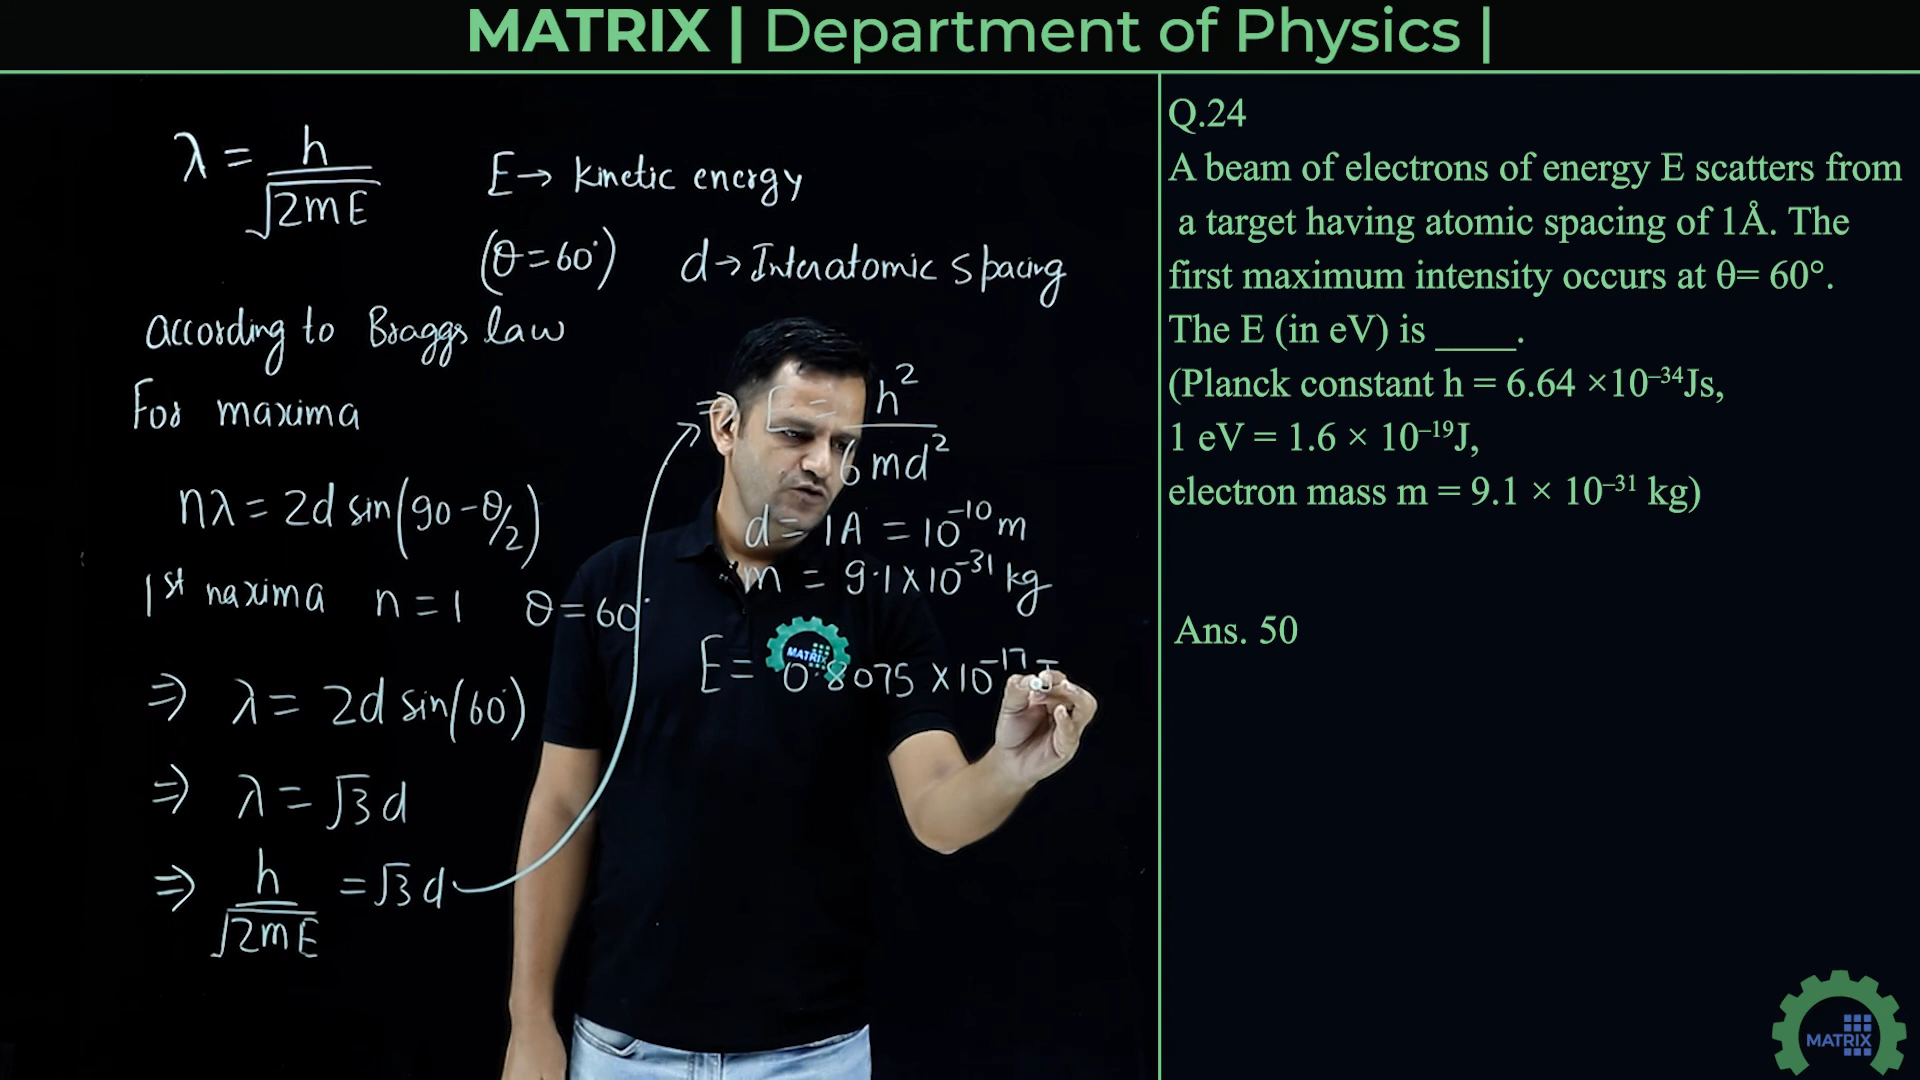 MATRIX | Department of Physics |
λ = h/√2mE
E → Kinetic energy
(θ = 60°) d → Interatomic spacing
According to Braggs law
For maxima
nλ = 2d sin(90 - θ/2)
1st maxima n = 1 θ = 60°
⇒ λ = 2d sin(60°)
⇒ λ = √3 d
⇒ h/√2mE = √3 d
⇒ E = h²/6md²
d = 1A = 10⁻¹⁰ m
m = 9.1 × 10⁻³¹ kg
E = 0.8075 × 10⁻¹⁷ J
MATRIX
Q.24
A beam of electrons of energy E scatters from
a target having atomic spacing of 1Å. The
first maximum intensity occurs at θ= 60°.
The E (in eV) is ____.
(Planck constant h = 6.64 ×10⁻³⁴Js,
1 eV = 1.6 × 10⁻¹⁹J,
electron mass m = 9.1 × 10⁻³¹ kg)
Ans. 50
MATRIX